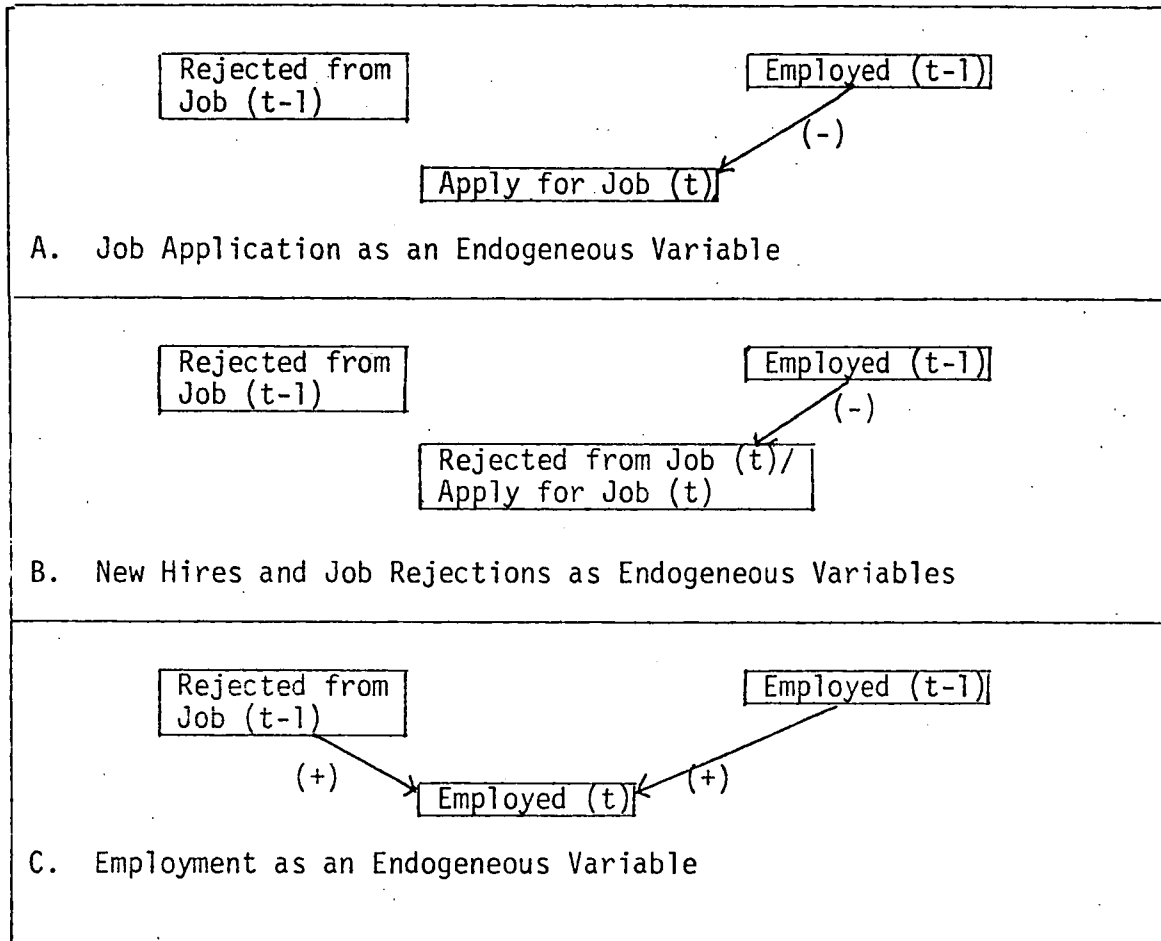 Rejected from
Job (t-1)
Employed (t-1)
(-)
Apply for Job (t)
A. Job Application as an Endogeneous Variable
Rejected from
Job (t-1)
Employed (t-1)
(-)
Rejected from Job (t)/
Apply for Job (t)
B. New Hires and Job Rejections as Endogeneous Variables
Rejected from
Job (t-1)
Employed (t-1)
(+)
(+)
Employed (t)
C. Employment as an Endogeneous Variable